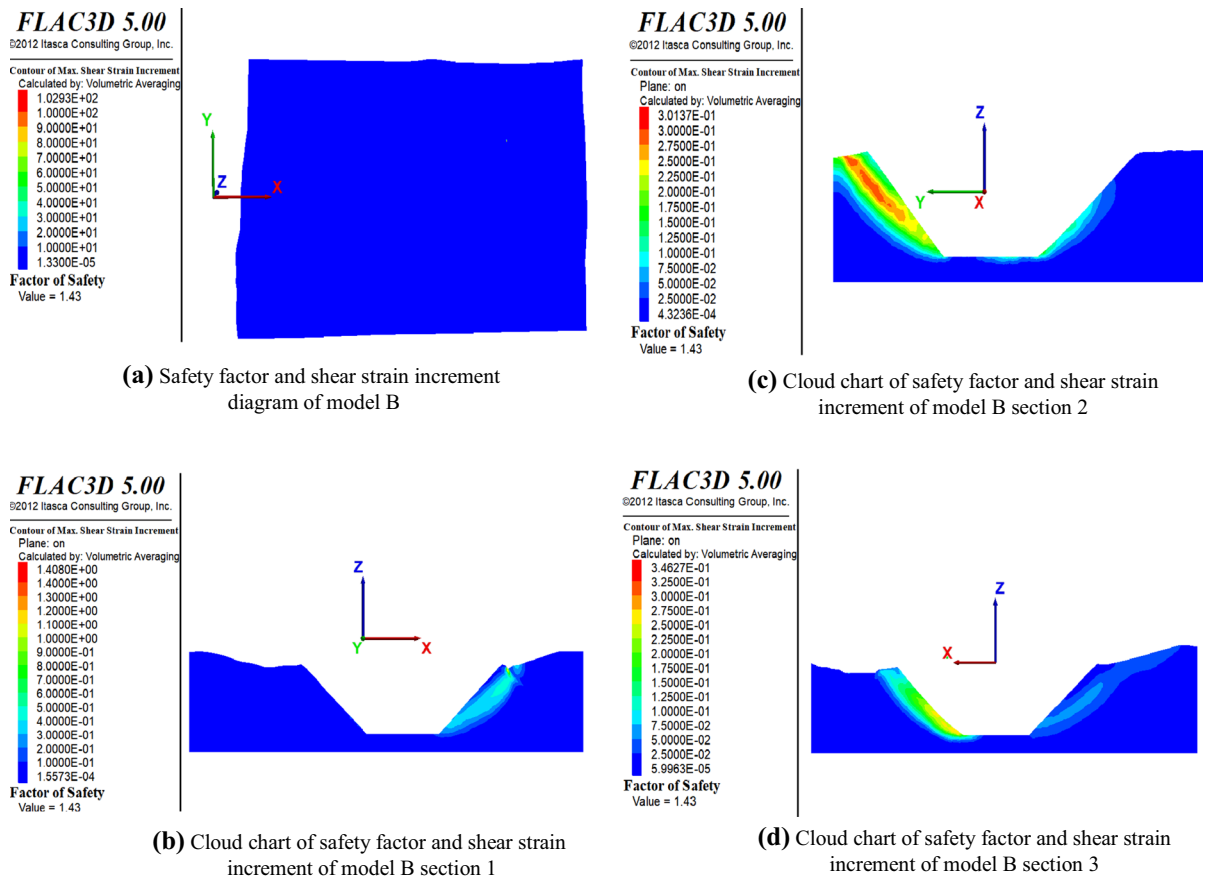 FLAC3D 5.00
©2012 Itasca Consulting Group, Inc.
Contour of Max. Shear Strain Increment
Calculated by: Volumetric Averaging
1.0293E+02
1.0000E+02
9.0000E+01
8.0000E+01
7.0000E+01
6.0000E+01
5.0000E+01
4.0000E+01
3.0000E+01
2.0000E+01
1.0000E+01
1.3300E-05
Factor of Safety
Value = 1.43
Y
Z
X
(a) Safety factor and shear strain increment
diagram of model B
FLAC3D 5.00
©2012 Itasca Consulting Group, Inc.
Contour of Max. Shear Strain Increment
Plane: on
Calculated by: Volumetric Averaging
3.0137E-01
3.0000E-01
2.7500E-01
2.5000E-01
2.2500E-01
2.0000E-01
1.7500E-01
1.5000E-01
1.2500E-01
1.0000E-01
7.5000E-02
5.0000E-02
2.5000E-02
4.3236E-04
Factor of Safety
Value = 1.43
Z
Y
X
(c) Cloud chart of safety factor and shear strain
increment of model B section 2
FLAC3D 5.00
©2012 Itasca Consulting Group, Inc.
Contour of Max. Shear Strain Increment
Plane: on
Calculated by: Volumetric Averaging
1.4080E+00
1.4000E+00
1.3000E+00
1.2000E+00
1.1000E+00
1.0000E+00
9.0000E-01
8.0000E-01
7.0000E-01
6.0000E-01
5.0000E-01
4.0000E-01
3.0000E-01
2.0000E-01
1.0000E-01
1.5573E-04
Factor of Safety
Value = 1.43
Z
Y
X
(b) Cloud chart of safety factor and shear strain
increment of model B section 1
FLAC3D 5.00
©2012 Itasca Consulting Group, Inc.
Contour of Max. Shear Strain Increment
Plane: on
Calculated by: Volumetric Averaging
3.4627E-01
3.2500E-01
3.0000E-01
2.7500E-01
2.5000E-01
2.2500E-01
2.0000E-01
1.7500E-01
1.5000E-01
1.2500E-01
1.0000E-01
7.5000E-02
5.0000E-02
2.5000E-02
5.9963E-05
Factor of Safety
Value = 1.43
Z
X
(d) Cloud chart of safety factor and shear strain
increment of model B section 3